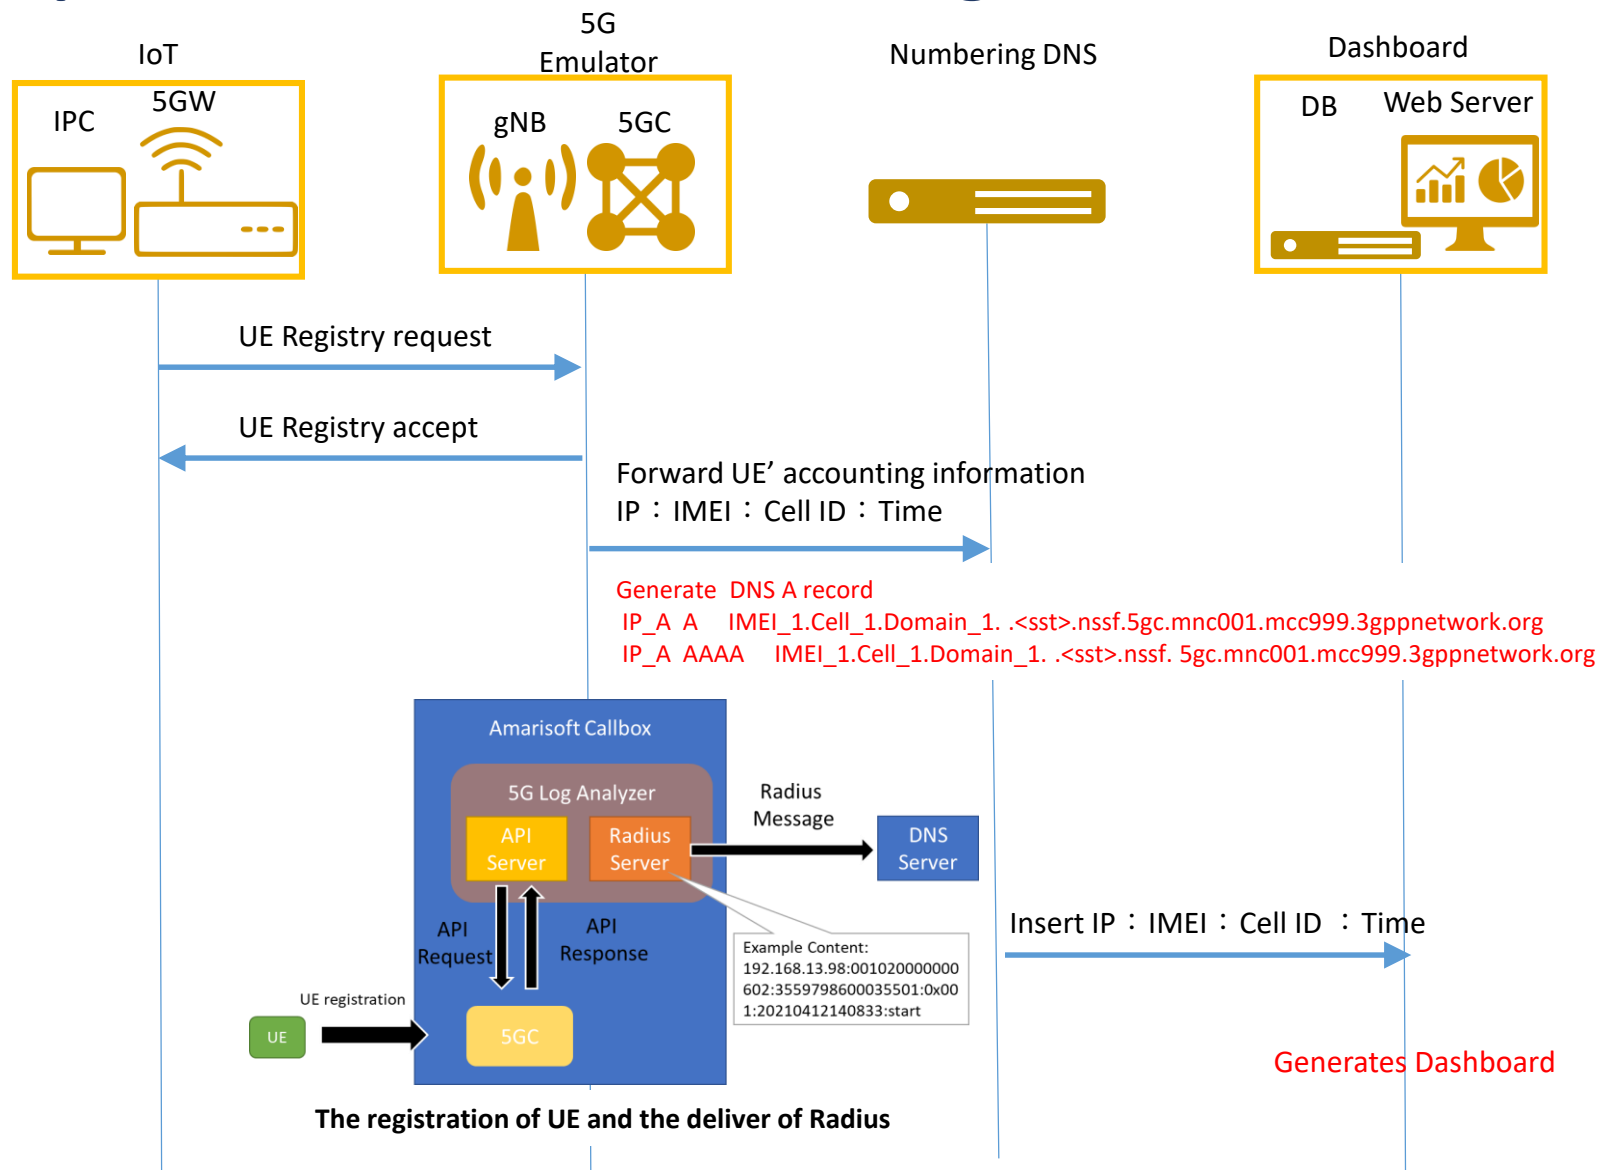 IoT
5G
Emulator
Numbering DNS
Dashboard
IPC
5GW
gNB
5GC
DB
Web Server
UE Registry request
UE Registry accept
Forward UE’ accounting information
IP：IMEI：Cell ID：Time
Generate  DNS A record
IP_A  A    IMEI_1.Cell_1.Domain_1. .<sst>.nssf.5gc.mnc001.mcc999.3gppnetwork.org
IP_A  AAAA    IMEI_1.Cell_1.Domain_1. .<sst>.nssf. 5gc.mnc001.mcc999.3gppnetwork.org
Amarisoft Callbox
5G Log Analyzer
API
Server
Radius
Server
Radius
Message
DNS
Server
API
Request
API
Response
Example Content:
192.168.13.98:001020000000
602:3559798600035501:0x00
1:20210412140833:start
Insert IP：IMEI：Cell ID ：Time
UE registration
UE
5GC
Generates Dashboard
The registration of UE and the deliver of Radius